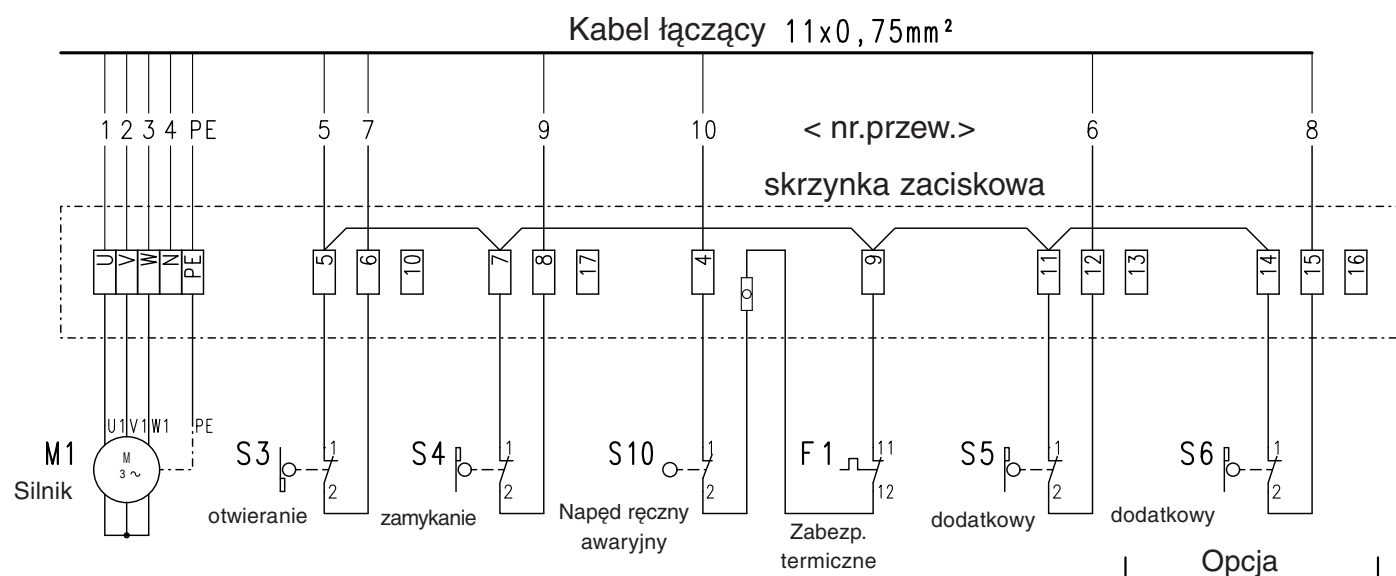 Kabel łączący 11x0,75mm²
1 2 3 4 PE 5 7 9 10 < nr.przew.> 6 8
skrzynka zaciskowa
U V W N PE 5 6 10 7 8 17 4 9 11 12 13 14 15 16
U1 V1 W1 PE
M1 M 3~ S3 1 2 S4 1 2 S10 1 2 F1 11 12 S5 1 2 S6 1 2
Silnik
otwieranie
zamykanie
Napęd ręczny
awaryjny
Zabezp.
termiczne
dodatkowy
dodatkowy
Opcja